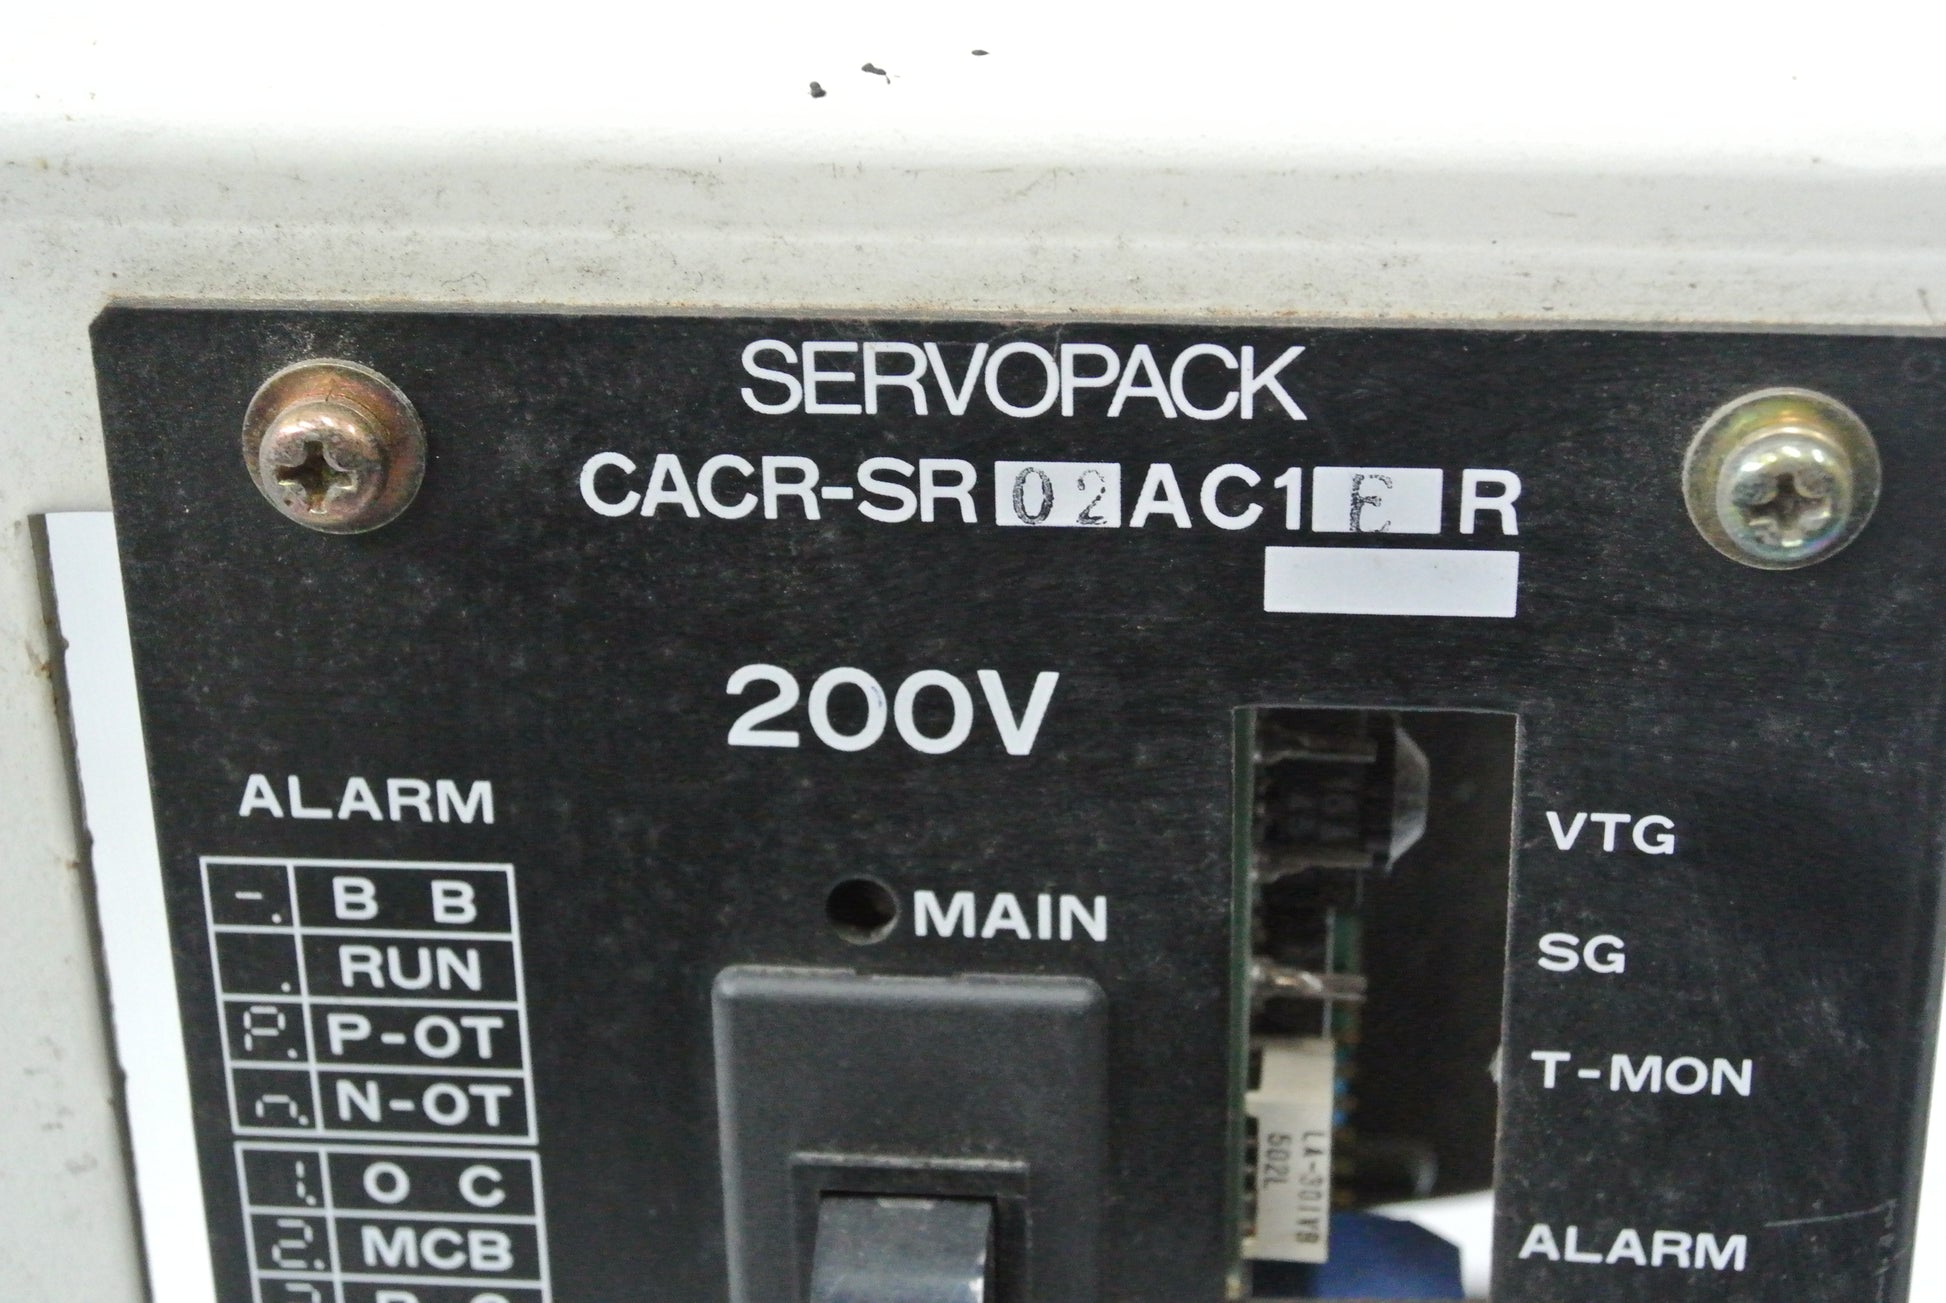 SERVOPACK
CACR-SR 02 AC1 E R
200V
ALARM
-. B B
. RUN
P. P-OT
n. N-OT
1. O C
2. MCB
MAIN
VTG
SG
T-MON
ALARM
LA-301VB
502L